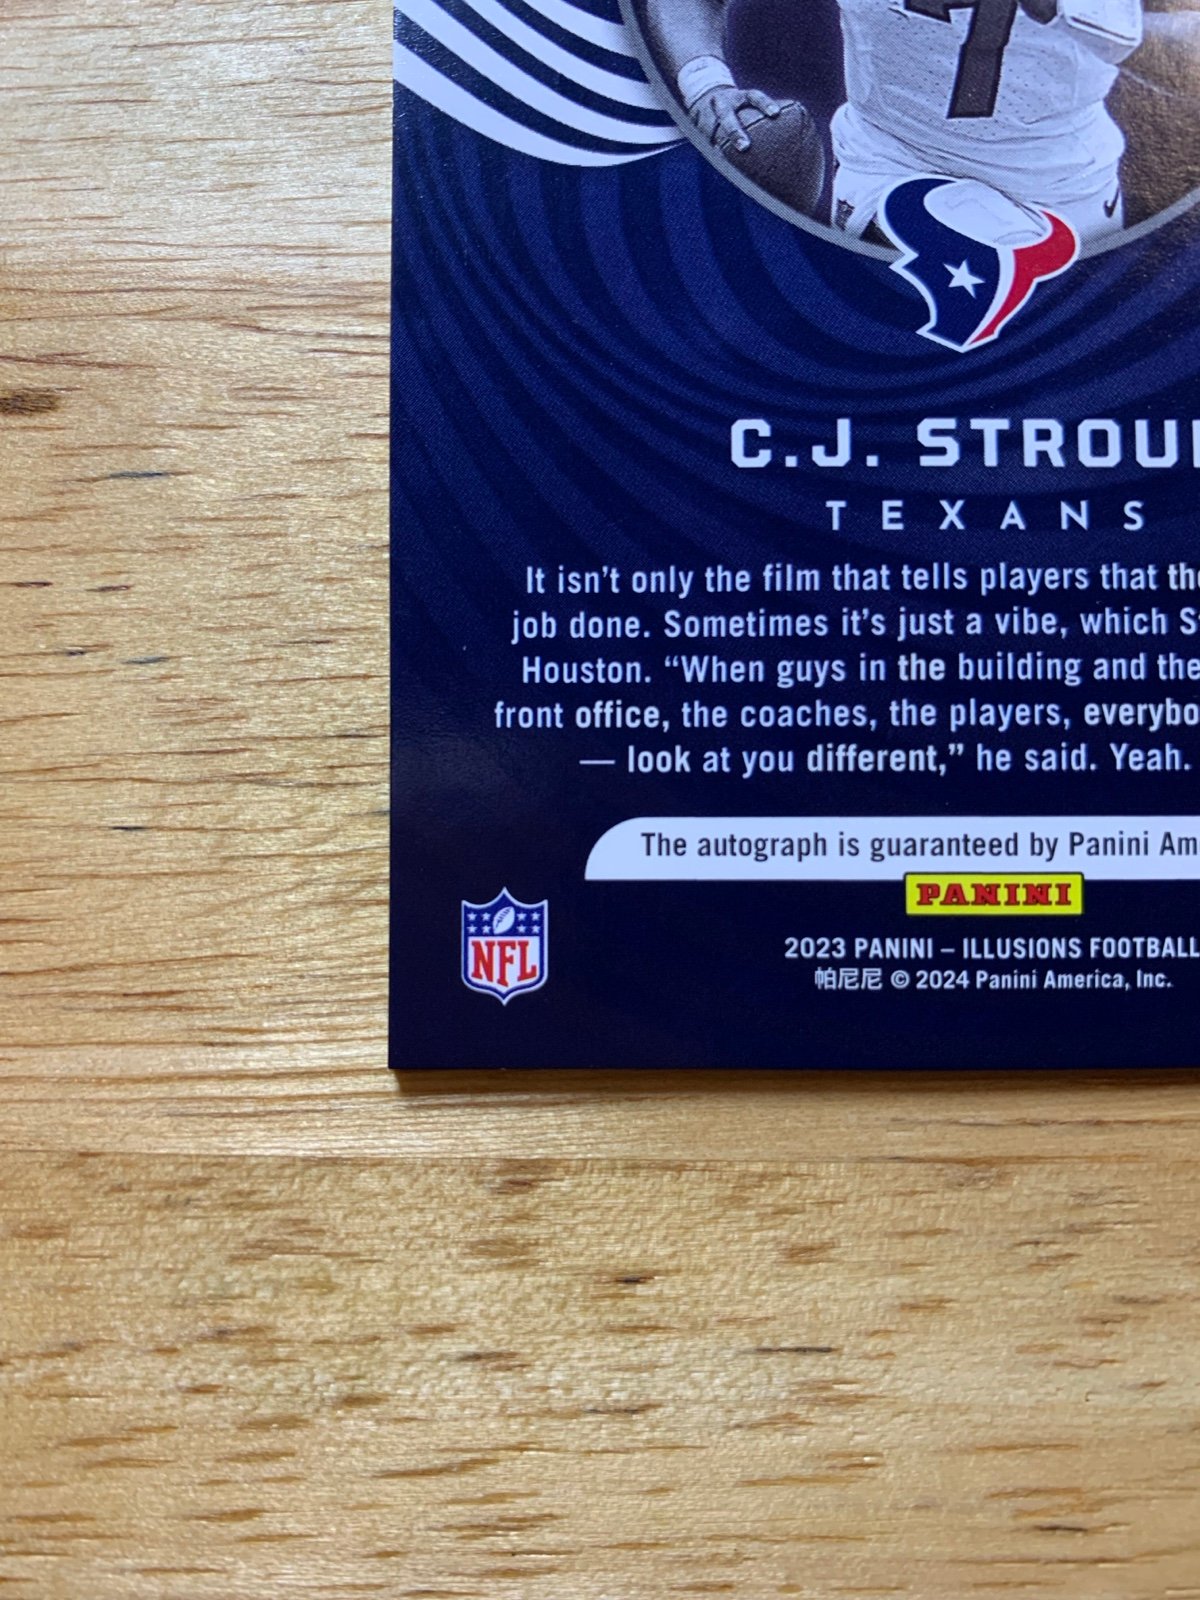 7
C.J. STROU
TEXANS
It isn't only the film that tells players that the
job done. Sometimes it's just a vibe, which S
Houston. “When guys in the building and the
front office, the coaches, the players, everybo
— look at you different,” he said. Yeah.
The autograph is guaranteed by Panini Am
PANINI
NFL
2023 PANINI – ILLUSIONS FOOTBALL
帕尼尼 © 2024 Panini America, Inc.